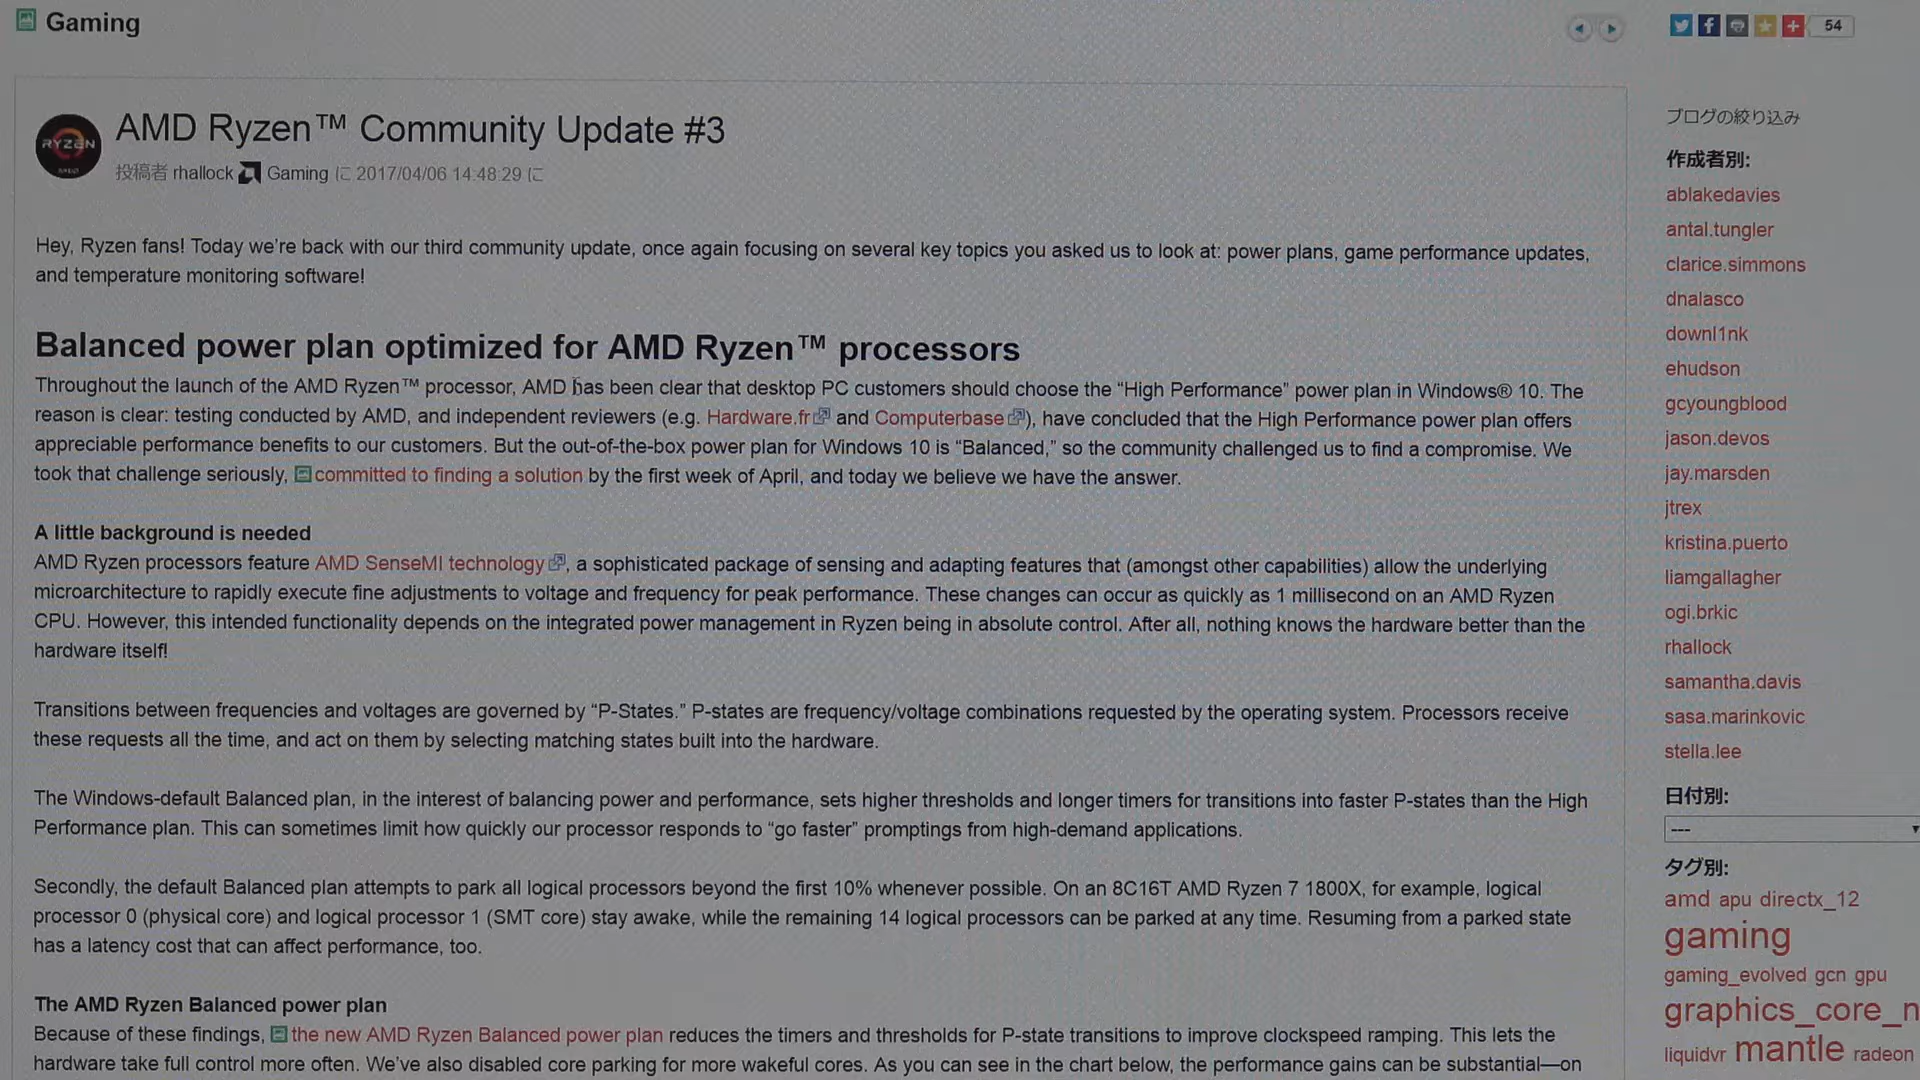 Gaming
54
AMD Ryzen™ Community Update #3
RYZEN
投稿者 rhallock Gaming に 2017/04/06 14:48:29 に
Hey, Ryzen fans! Today we’re back with our third community update, once again focusing on several key topics you asked us to look at: power plans, game performance updates,
and temperature monitoring software!
Balanced power plan optimized for AMD Ryzen™ processors
Throughout the launch of the AMD Ryzen™ processor, AMD has been clear that desktop PC customers should choose the “High Performance” power plan in Windows® 10. The
reason is clear: testing conducted by AMD, and independent reviewers (e.g. Hardware.fr and Computerbase), have concluded that the High Performance power plan offers
appreciable performance benefits to our customers. But the out-of-the-box power plan for Windows 10 is “Balanced,” so the community challenged us to find a compromise. We
took that challenge seriously, committed to finding a solution by the first week of April, and today we believe we have the answer.
A little background is needed
AMD Ryzen processors feature AMD SenseMI technology, a sophisticated package of sensing and adapting features that (amongst other capabilities) allow the underlying
microarchitecture to rapidly execute fine adjustments to voltage and frequency for peak performance. These changes can occur as quickly as 1 millisecond on an AMD Ryzen
CPU. However, this intended functionality depends on the integrated power management in Ryzen being in absolute control. After all, nothing knows the hardware better than the
hardware itself!
Transitions between frequencies and voltages are governed by “P-States.” P-states are frequency/voltage combinations requested by the operating system. Processors receive
these requests all the time, and act on them by selecting matching states built into the hardware.
The Windows-default Balanced plan, in the interest of balancing power and performance, sets higher thresholds and longer timers for transitions into faster P-states than the High
Performance plan. This can sometimes limit how quickly our processor responds to “go faster” promptings from high-demand applications.
Secondly, the default Balanced plan attempts to park all logical processors beyond the first 10% whenever possible. On an 8C16T AMD Ryzen 7 1800X, for example, logical
processor 0 (physical core) and logical processor 1 (SMT core) stay awake, while the remaining 14 logical processors can be parked at any time. Resuming from a parked state
has a latency cost that can affect performance, too.
The AMD Ryzen Balanced power plan
Because of these findings, the new AMD Ryzen Balanced power plan reduces the timers and thresholds for P-state transitions to improve clockspeed ramping. This lets the
hardware take full control more often. We’ve also disabled core parking for more wakeful cores. As you can see in the chart below, the performance gains can be substantial—on
ブログの絞り込み
作成者別:
ablakedavies
antal.tungler
clarice.simmons
dnalasco
downl1nk
ehudson
gcyoungblood
jason.devos
jay.marsden
jtrex
kristina.puerto
liamgallagher
ogi.brkic
rhallock
samantha.davis
sasa.marinkovic
stella.lee
日付別:
---
タグ別:
amd apu directx_12
gaming
gaming_evolved gcn gpu
graphics_core_n
liquidvr mantle radeon